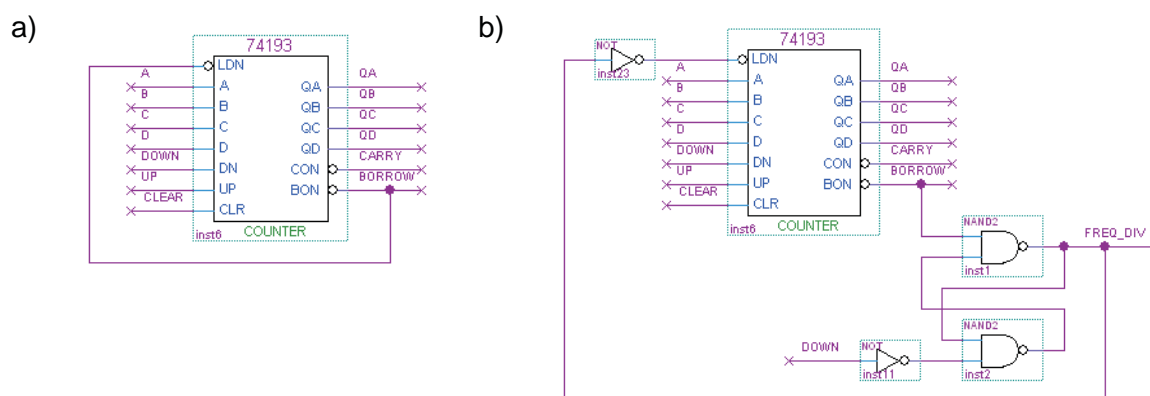 a)
74193
LDN
A A QA QA
B B QB QB
C C QC QC
D D QD QD
DOWN DN CON CARRY
UP UP BON BORROW
CLEAR CLR
inst6 COUNTER
b)
NOT
inst23
74193
LDN
A A QA QA
B B QB QB
C C QC QC
D D QD QD
DOWN DN CON CARRY
UP UP BON BORROW
CLEAR CLR
inst6 COUNTER
NAND2
inst1
FREQ_DIV
NAND2
inst2
DOWN
NOT
inst11